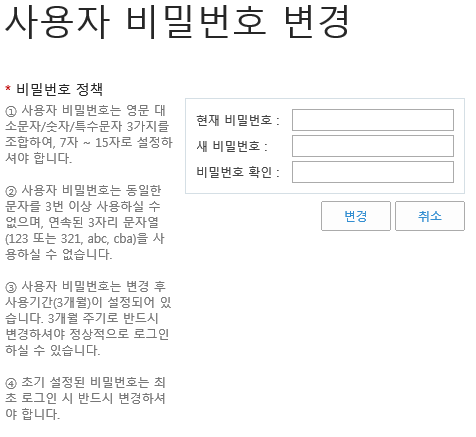 사용자 비밀번호 변경
* 비밀번호 정책
① 사용자 비밀번호는 영문 대
소문자/숫자/특수문자 3가지를
조합하여, 7자 ~ 15자로 설정하
셔야 합니다.
② 사용자 비밀번호는 동일한
문자를 3번 이상 사용하실 수
없으며, 연속된 3자리 문자열
(123 또는 321, abc, cba)을 사
용하실 수 없습니다.
③ 사용자 비밀번호는 변경 후
사용기간(3개월)이 설정되어 있
습니다. 3개월 주기로 반드시
변경하셔야 정상적으로 로그인
하실 수 있습니다.
④ 초기 설정된 비밀번호는 최
초 로그인 시 반드시 변경하셔
야 합니다.
현재 비밀번호 :
새 비밀번호 :
비밀번호 확인 :
변경 취소